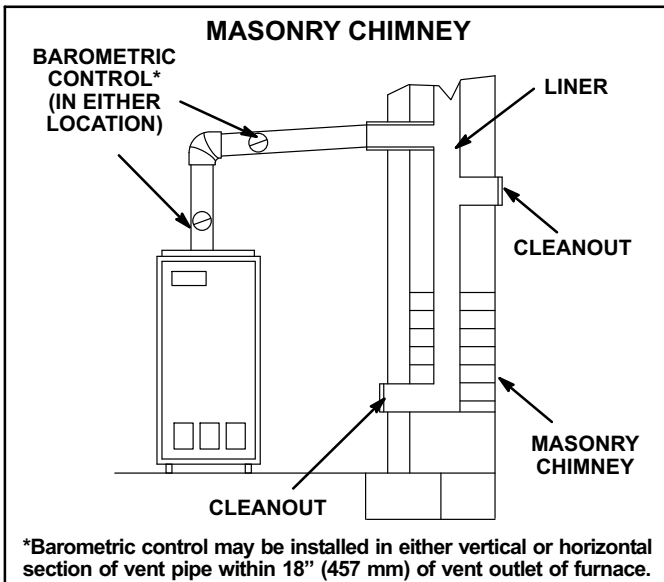 MASONRY CHIMNEY
BAROMETRIC
CONTROL*
(IN EITHER
LOCATION)
LINER
CLEANOUT
MASONRY
CHIMNEY
CLEANOUT
*Barometric control may be installed in either vertical or horizontal
section of vent pipe within 18” (457 mm) of vent outlet of furnace.